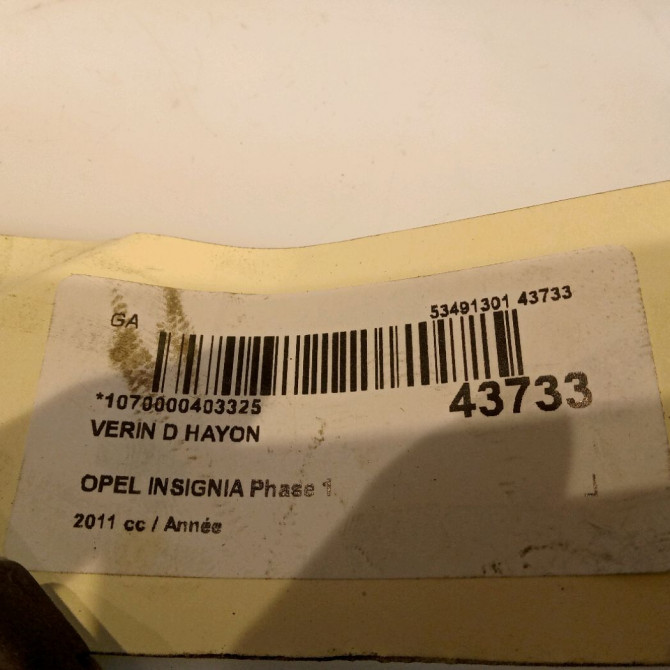 GA
53491301 43733
*1070000403325
43733
VERIN D HAYON
OPEL INSIGNIA Phase 1
2011 cc / Année